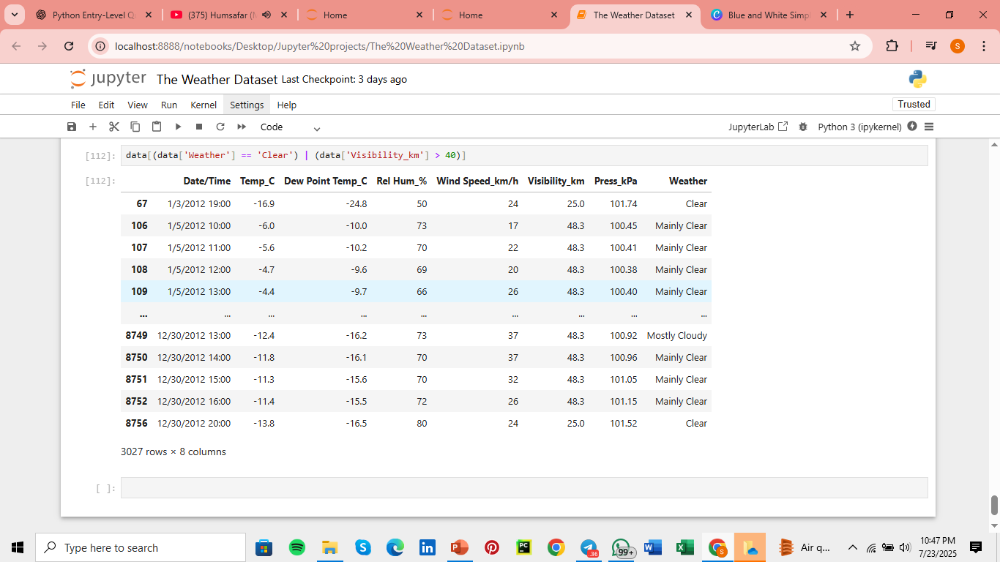 Python Entry-Level Q
(375) Humsafar (
Home
Home
The Weather Dataset
Blue and White Simp
localhost:8888/notebooks/Desktop/Jupyter%20projects/The%20Weather%20Dataset.ipynb
S
jupyter The Weather Dataset Last Checkpoint: 3 days ago
File Edit View Run Kernel Settings Help
Trusted
Code
JupyterLab
Python 3 (ipykernel)
[112]: data[(data['Weather'] == 'Clear') | (data['Visibility_km'] > 40)]
[112]: Date/Time Temp_C Dew Point Temp_C Rel Hum_% Wind Speed_km/h Visibility_km Press_kPa Weather
67 1/3/2012 19:00 -16.9 -24.8 50 24 25.0 101.74 Clear
106 1/5/2012 10:00 -6.0 -10.0 73 17 48.3 100.45 Mainly Clear
107 1/5/2012 11:00 -5.6 -10.2 70 22 48.3 100.41 Mainly Clear
108 1/5/2012 12:00 -4.7 -9.6 69 20 48.3 100.38 Mainly Clear
109 1/5/2012 13:00 -4.4 -9.7 66 26 48.3 100.40 Mainly Clear
... ... ... ... ... ... ... ... ...
8749 12/30/2012 13:00 -12.4 -16.2 73 37 48.3 100.92 Mostly Cloudy
8750 12/30/2012 14:00 -11.8 -16.1 70 37 48.3 100.96 Mainly Clear
8751 12/30/2012 15:00 -11.3 -15.6 70 32 48.3 101.05 Mainly Clear
8752 12/30/2012 16:00 -11.4 -15.5 72 26 48.3 101.15 Mainly Clear
8756 12/30/2012 20:00 -13.8 -16.5 80 24 25.0 101.52 Clear
3027 rows × 8 columns
[ ]:
Type here to search
.36
99+
Air q...
10:47 PM
7/23/2025